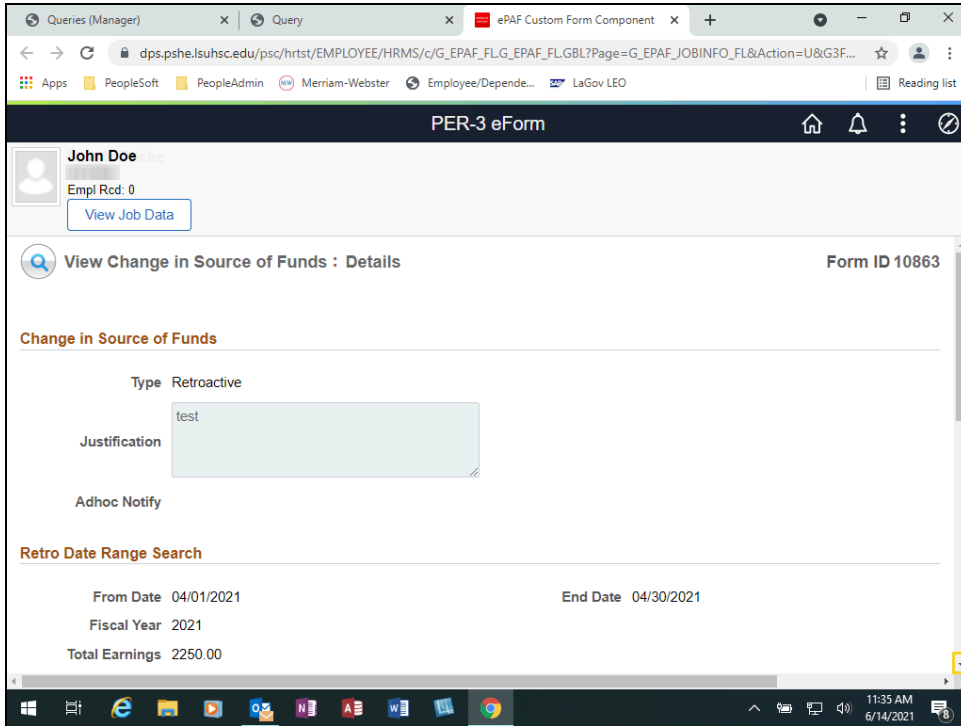 Queries (Manager) Query ePAF Custom Form Component
dps.pshe.lsuhsc.edu/psc/hrtst/EMPLOYEE/HRMS/c/G_EPAF_FL.G_EPAF_FL.GBL?Page=G_EPAF_JOBINFO_FL&Action=U&G3F...
Apps PeopleSoft PeopleAdmin Merriam-Webster Employee/Depende... LaGov LEO Reading list
PER-3 eForm
John Doe
Empl Rcd: 0
View Job Data
View Change in Source of Funds : Details Form ID 10863
Change in Source of Funds
Type Retroactive
test
Justification
Adhoc Notify
Retro Date Range Search
From Date 04/01/2021 End Date 04/30/2021
Fiscal Year 2021
Total Earnings 2250.00
11:35 AM
6/14/2021
8